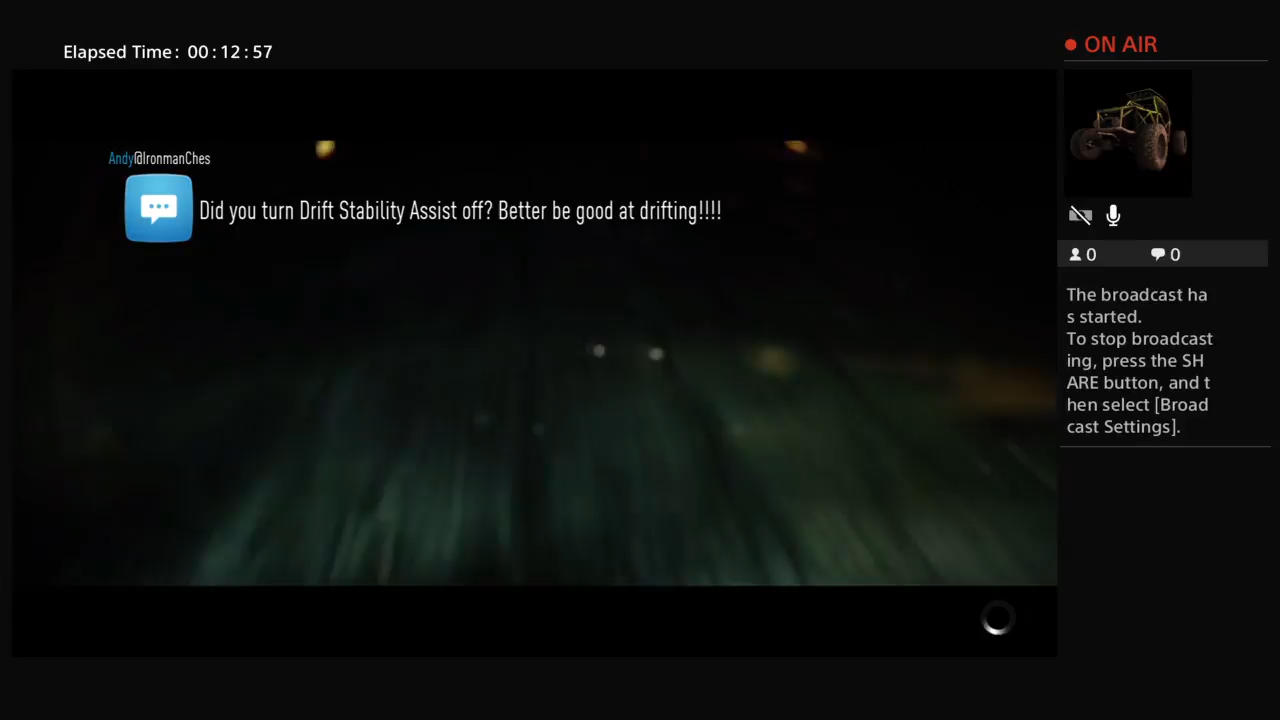 Elapsed Time: 00:12:57
ON AIR
Andy@IronmanChes
Did you turn Drift Stability Assist off? Better be good at drifting!!!!
0 0
The broadcast ha
s started.
To stop broadcast
ing, press the SH
ARE button, and t
hen select [Broad
cast Settings].